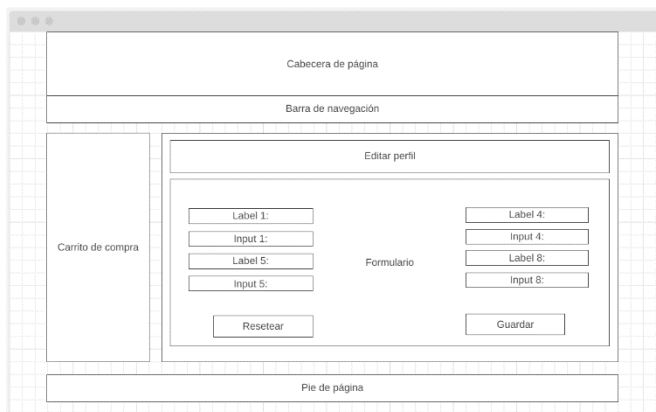 Cabecera de página
Barra de navegación
Carrito de compra
Editar perfil
Label 1:
Input 1:
Label 5:
Input 5:
Resetear
Formulario
Label 4:
Input 4:
Label 8:
Input 8:
Guardar
Pie de página